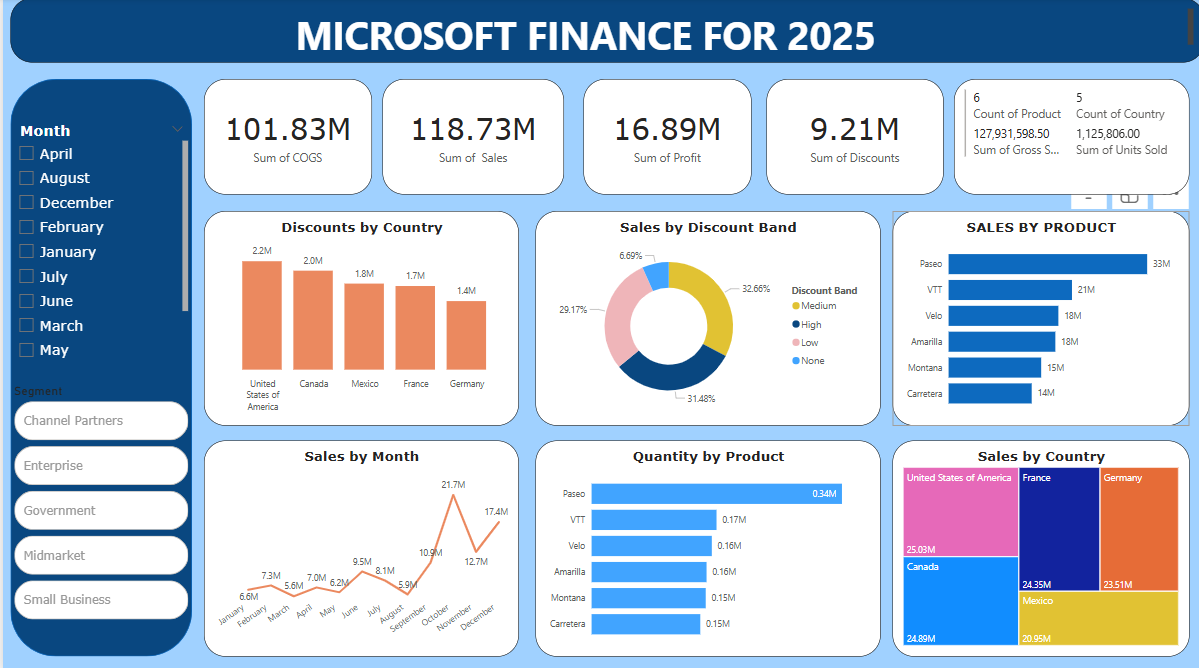 MICROSOFT FINANCE FOR 2025
Month
April
August
December
February
January
July
June
March
May
Segment
Channel Partners
Enterprise
Government
Midmarket
Small Business
101.83M
Sum of COGS
118.73M
Sum of Sales
16.89M
Sum of Profit
9.21M
Sum of Discounts
6 5
Count of Product Count of Country
127,931,598.50 1,125,806.00
Sum of Gross S... Sum of Units Sold
Discounts by Country
2.2M
2.0M
1.8M
1.7M
1.4M
United
States of
America
Canada
Mexico
France
Germany
Sales by Discount Band
6.69%
32.66%
29.17%
31.48%
Discount Band
Medium
High
Low
None
SALES BY PRODUCT
Paseo 33M
VTT 21M
Velo 18M
Amarilla 18M
Montana 15M
Carretera 14M
Sales by Month
6.6M
7.3M
5.6M
7.0M
6.2M
9.5M
8.1M
5.9M
10.9M
21.7M
12.7M
17.4M
January
February
March
April
May
June
July
August
September
October
November
December
Quantity by Product
Paseo 0.34M
VTT 0.17M
Velo 0.16M
Amarilla 0.16M
Montana 0.15M
Carretera 0.15M
Sales by Country
United States of America
25.03M
Canada
24.89M
France
24.35M
Germany
23.51M
Mexico
20.95M